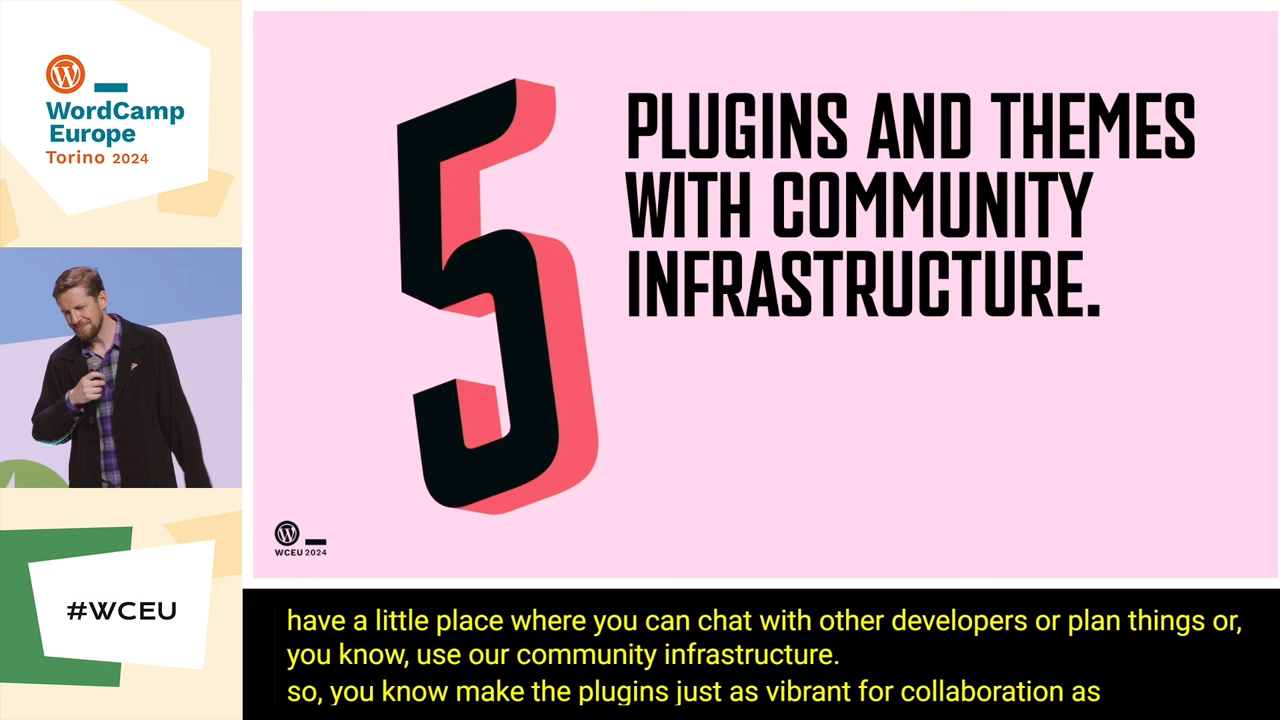 WordCamp
Europe
Torino 2024
5
PLUGINS AND THEMES
WITH COMMUNITY
INFRASTRUCTURE.
WCEU 2024
#WCEU
have a little place where you can chat with other developers or plan things or,
you know, use our community infrastructure.
so, you know make the plugins just as vibrant for collaboration as